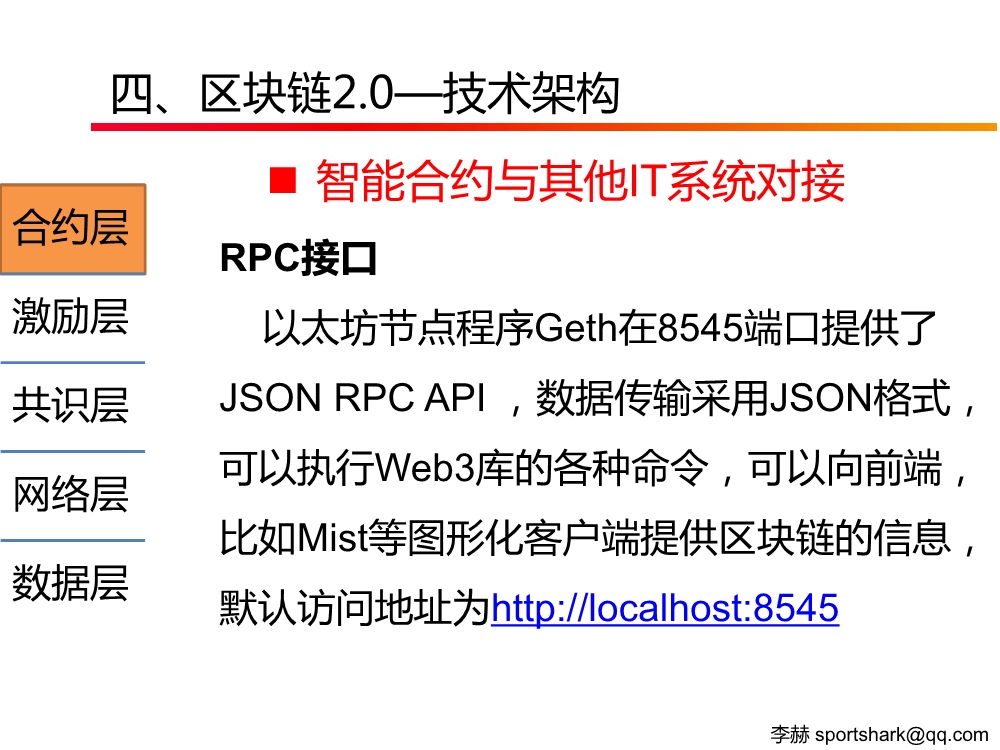 四、区块链2.0—技术架构
■ 智能合约与其他IT系统对接
合约层
激励层
共识层
网络层
数据层
RPC接口
以太坊节点程序Geth在8545端口提供了
JSON RPC API ，数据传输采用JSON格式，
可以执行Web3库的各种命令，可以向前端，
比如Mist等图形化客户端提供区块链的信息，
默认访问地址为http://localhost:8545
李赫 sportshark@qq.com